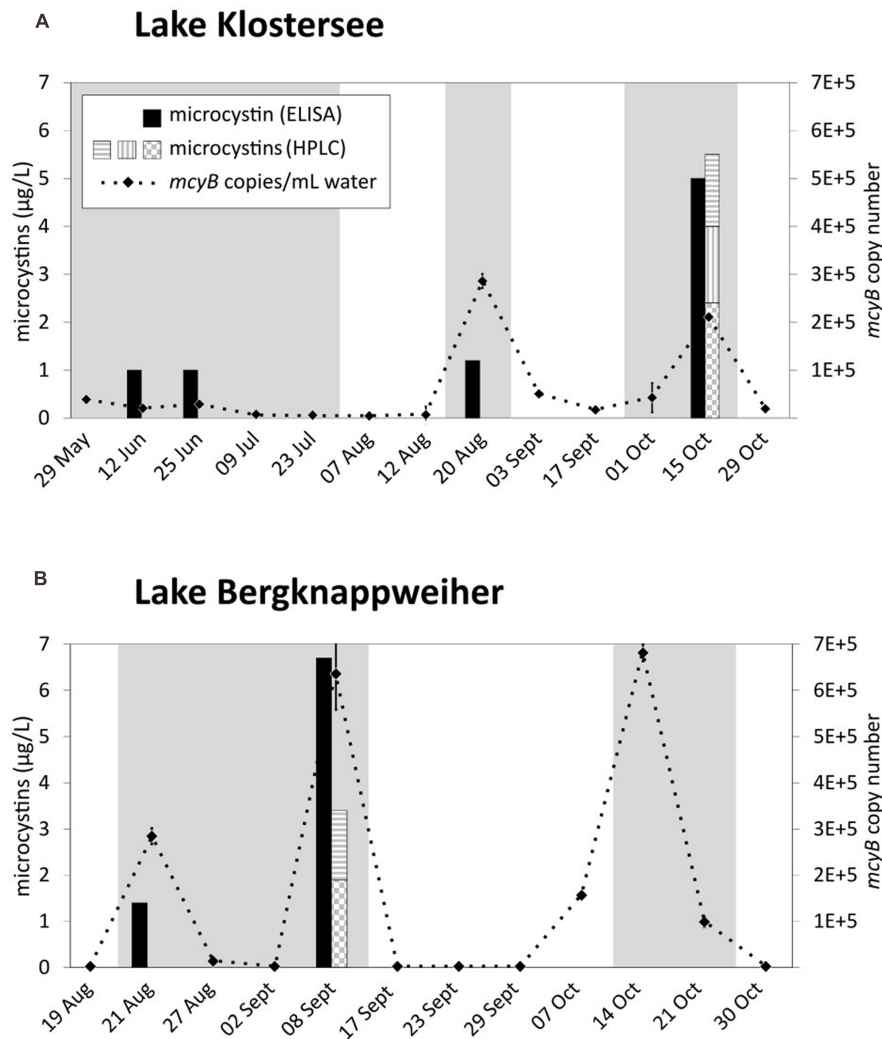 A
Lake Klostersee
7
6
5
4
3
2
1
0
microcystins (µg/L)
microcystin (ELISA)
microcystins (HPLC)
mcyB copies/mL water
7E+5
6E+5
5E+5
4E+5
3E+5
2E+5
1E+5
mcyB copy number
29 May
12 Jun
25 Jun
09 Jul
23 Jul
07 Aug
12 Aug
20 Aug
03 Sept
17 Sept
01 Oct
15 Oct
29 Oct
B
Lake Bergknappweiher
7
6
5
4
3
2
1
0
microcystins (µg/L)
7E+5
6E+5
5E+5
4E+5
3E+5
2E+5
1E+5
mcyB copy number
19 Aug
21 Aug
27 Aug
02 Sept
08 Sept
17 Sept
23 Sept
29 Sept
07 Oct
14 Oct
21 Oct
30 Oct